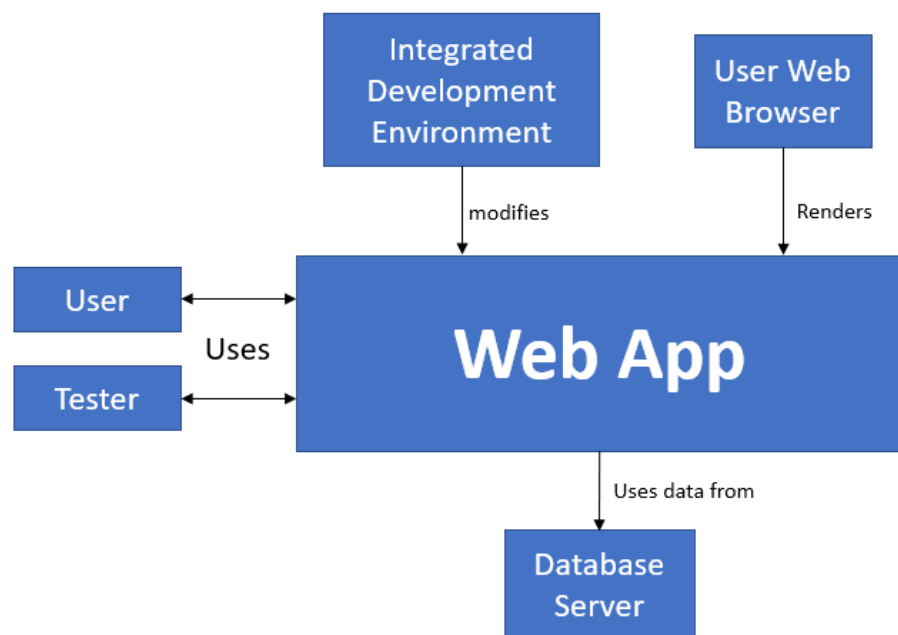 Integrated
Development
Environment
User Web
Browser
modifies
Renders
User
Uses
Tester
Web App
Uses data from
Database
Server